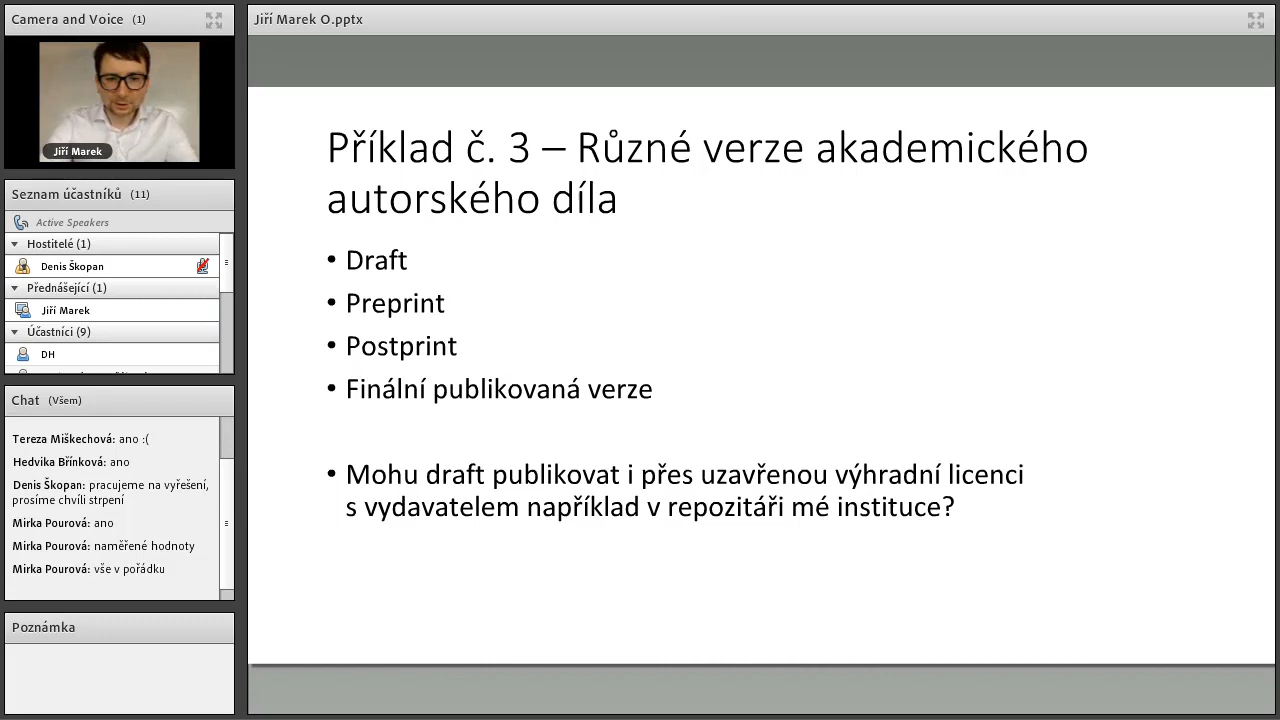 Camera and Voice (1)
Jiří Marek
Seznam účastníků (11)
Active Speakers
Hostitelé (1)
Denis Škopan
Přednášející (1)
Jiří Marek
Účastníci (9)
DH
Chat (Všem)
Tereza Miškechová: ano :(
Hedvika Břínková: ano
Denis Škopan: pracujeme na vyřešení,
prosíme chvíli strpení
Mirka Pourová: ano
Mirka Pourová: naměřené hodnoty
Mirka Pourová: vše v pořádku
Poznámka
Jiří Marek O.pptx
Příklad č. 3 – Různé verze akademického
autorského díla
• Draft
• Preprint
• Postprint
• Finální publikovaná verze
• Mohu draft publikovat i přes uzavřenou výhradní licenci
s vydavatelem například v repozitáři mé instituce?